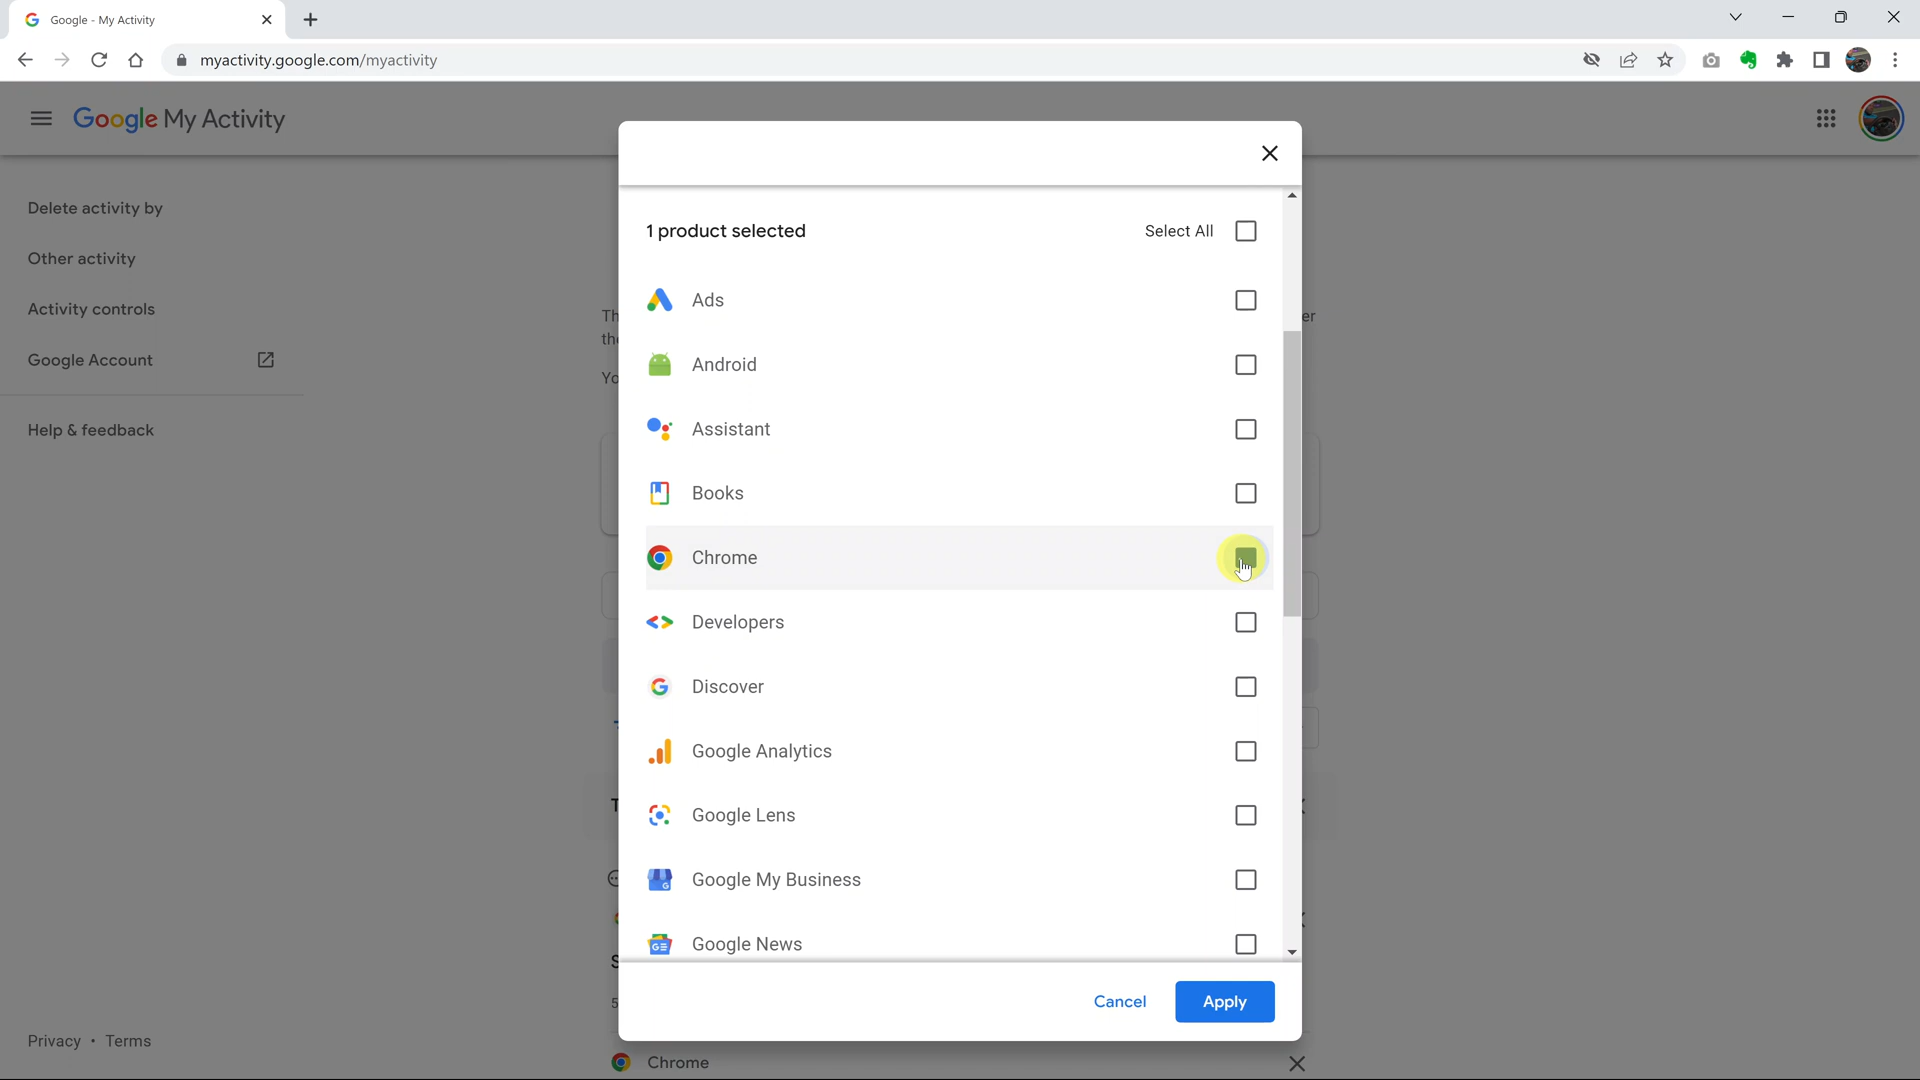 Google - My Activity
myactivity.google.com/myactivity
Google My Activity
Delete activity by
Other activity
Activity controls
Google Account
Help & feedback
Privacy • Terms
1 product selected
Select All
Ads
Android
Assistant
Books
Chrome
Developers
Discover
Google Analytics
Google Lens
Google My Business
Google News
Cancel
Apply
Chrome